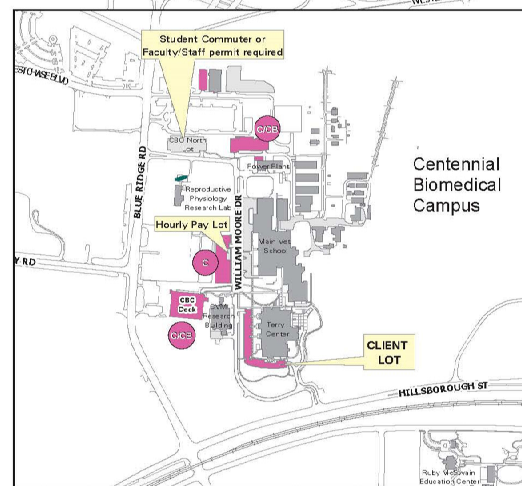 Student Commuter or
Faculty/Staff permit required
C/CB
CBC North
Lot
Power Plant
Centennial
Biomedical
Campus
BLUE RIDGE RD
Reproductive
Physiology
Research Lab
WILLIAM MOORE DR
Hourly Pay Lot
Main Vet
School
C
Y RD
CBC
Deck
Research
Building
Terry
Center
C/CB
CLIENT
LOT
HILLSBOROUGH ST
Ruby McSwain
Education Center